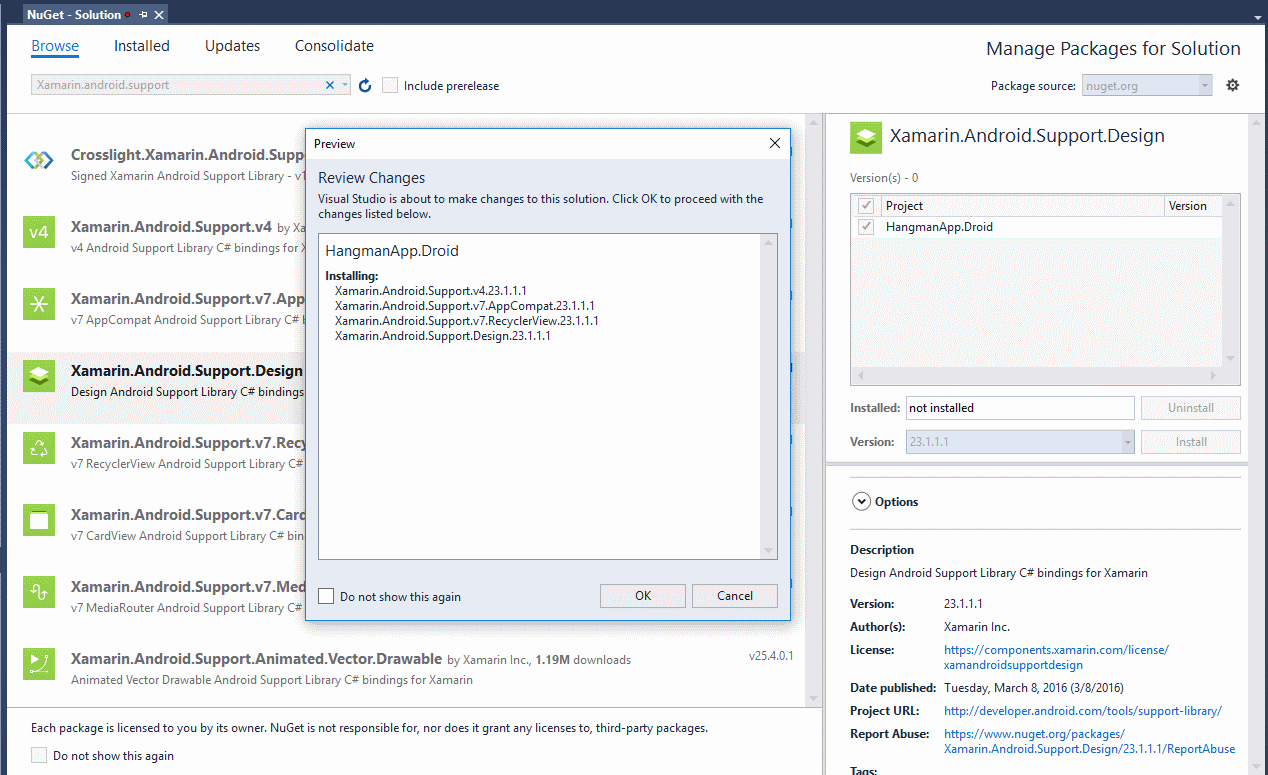 NuGet - Solution
Browse Installed Updates Consolidate
Manage Packages for Solution
Xamarin.android.support
Include prerelease
Package source: nuget.org
Crosslight.Xamarin.Android.Supp
Signed Xamarin Android Support Library - v1
Xamarin.Android.Support.v4 by Xa
v4 Android Support Library C# bindings for X
Xamarin.Android.Support.v7.App
v7 AppCompat Android Support Library C# b
Xamarin.Android.Support.Design
Design Android Support Library C# bindings
Xamarin.Android.Support.v7.Recy
v7 RecyclerView Android Support Library C#
Xamarin.Android.Support.v7.Card
v7 CardView Android Support Library C# bin
Xamarin.Android.Support.v7.Med
v7 MediaRouter Android Support Library C#
Xamarin.Android.Support.Animated.Vector.Drawable by Xamarin Inc., 1.19M downloads
v25.4.0.1
Animated Vector Drawable Android Support Library C# bindings for Xamarin
Each package is licensed to you by its owner. NuGet is not responsible for, nor does it grant any licenses to, third-party packages.
Do not show this again
Preview
Review Changes
Visual Studio is about to make changes to this solution. Click OK to proceed with the
changes listed below.
HangmanApp.Droid
Installing:
Xamarin.Android.Support.v4.23.1.1.1
Xamarin.Android.Support.v7.AppCompat.23.1.1.1
Xamarin.Android.Support.v7.RecyclerView.23.1.1.1
Xamarin.Android.Support.Design.23.1.1.1
Do not show this again
OK
Cancel
Xamarin.Android.Support.Design
Version(s) - 0
Project Version
HangmanApp.Droid
Installed: not installed Uninstall
Version: 23.1.1.1 Install
Options
Description
Design Android Support Library C# bindings for Xamarin
Version: 23.1.1.1
Author(s): Xamarin Inc.
License: https://components.xamarin.com/license/
xamandroidsupportdesign
Date published: Tuesday, March 8, 2016 (3/8/2016)
Project URL: http://developer.android.com/tools/support-library/
Report Abuse: https://www.nuget.org/packages/
Xamarin.Android.Support.Design/23.1.1.1/ReportAbuse
Tags:
v4